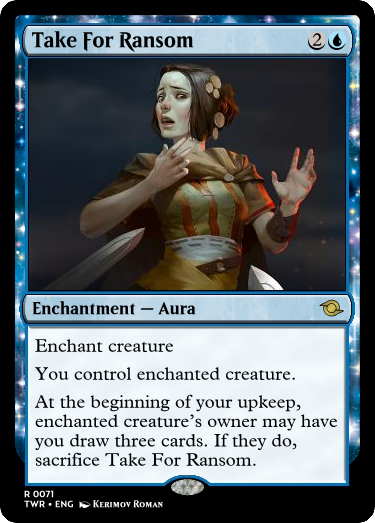 Take For Ransom 2
Enchantment — Aura
Enchant creature
You control enchanted creature.
At the beginning of your upkeep,
enchanted creature's owner may have
you draw three cards. If they do,
sacrifice Take For Ransom.
R 0071
TWR • ENG Kerimov Roman